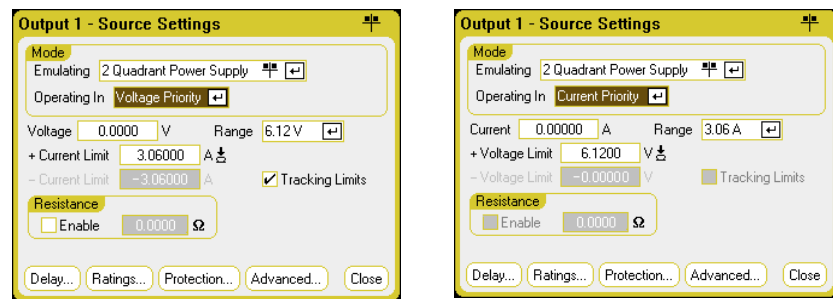 Output 1 - Source Settings
Mode
Emulating 2 Quadrant Power Supply
Operating In Voltage Priority
Voltage 0.0000 V Range 6.12 V
+ Current Limit 3.06000 A
- Current Limit -3.06000 A Tracking Limits
Resistance
Enable 0.0000 Ω
Delay... Ratings... Protection... Advanced... Close
Output 1 - Source Settings
Mode
Emulating 2 Quadrant Power Supply
Operating In Current Priority
Current 0.00000 A Range 3.06 A
+ Voltage Limit 6.1200 V
- Voltage Limit -0.00000 V Tracking Limits
Resistance
Enable 0.0000 Ω
Delay... Ratings... Protection... Advanced... Close